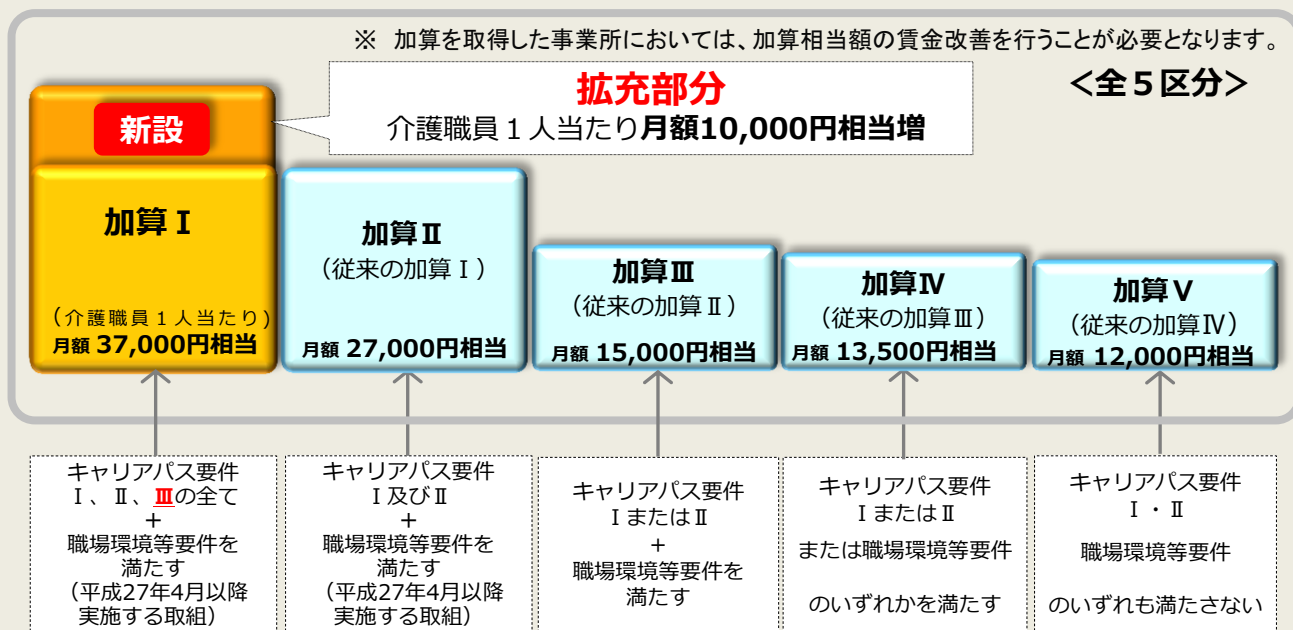 ※ 加算を取得した事業所においては、加算相当額の賃金改善を行うことが必要となります。
<全５区分>
拡充部分
介護職員１人当たり月額10,000円相当増
新設
加算Ⅰ
(介護職員１人当たり)
月額 37,000円相当
加算Ⅱ
(従来の加算Ⅰ)
月額 27,000円相当
加算Ⅲ
(従来の加算Ⅱ)
月額 15,000円相当
加算Ⅳ
(従来の加算Ⅲ)
月額 13,500円相当
加算Ⅴ
(従来の加算Ⅳ)
月額 12,000円相当
キャリアパス要件
Ⅰ、Ⅱ、Ⅲの全て
+
職場環境等要件を
満たす
(平成27年4月以降
実施する取組)
キャリアパス要件
Ⅰ及びⅡ
+
職場環境等要件を
満たす
(平成27年4月以降
実施する取組)
キャリアパス要件
ⅠまたはⅡ
+
職場環境等要件を
満たす
キャリアパス要件
ⅠまたはⅡ
または職場環境等要件
のいずれかを満たす
キャリアパス要件
Ⅰ・Ⅱ
職場環境等要件
のいずれも満たさない